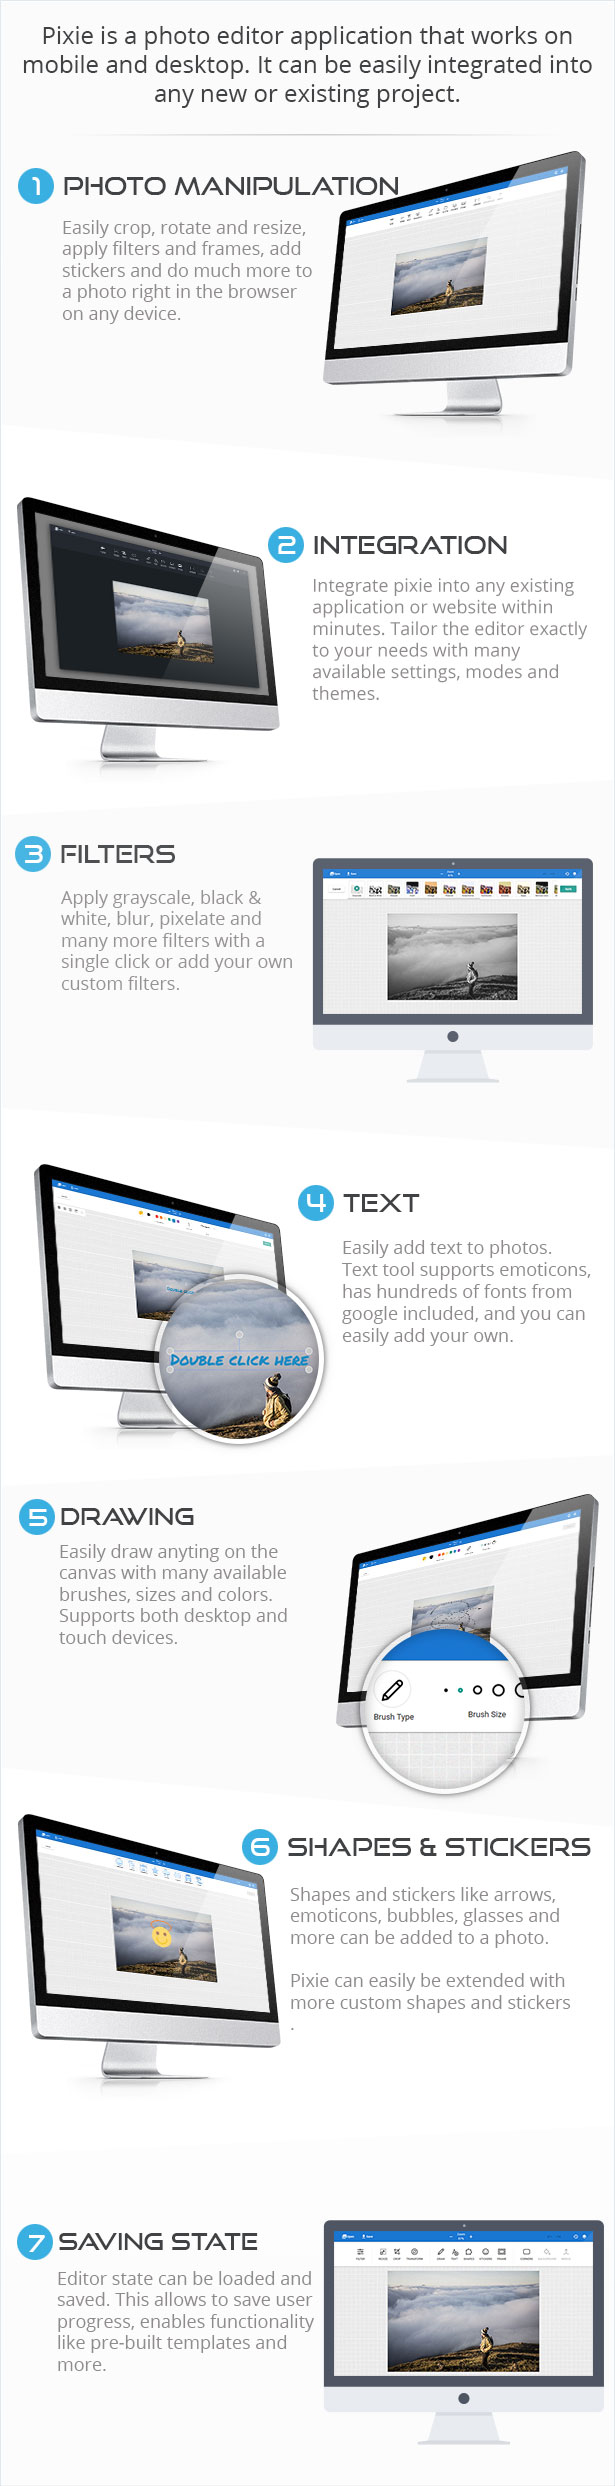 Pixie is a photo editor application that works on
mobile and desktop. It can be easily integrated into
any new or existing project.
1 PHOTO MANIPULATION
Easily crop, rotate and resize,
apply filters and frames, add
stickers and do much more to
a photo right in the browser
on any device.
2 INTEGRATION
Integrate pixie into any existing
application or website within
minutes. Tailor the editor exactly
to your needs with many
available settings, modes and
themes.
3 FILTERS
Apply grayscale, black &
white, blur, pixelate and
many more filters with a
single click or add your own
custom filters.
4 TEXT
Easily add text to photos.
Text tool supports emoticons,
has hundreds of fonts from
google included, and you can
easily add your own.
DOUBLE CLICK HERE
5 DRAWING
Easily draw anyting on the
canvas with many available
brushes, sizes and colors.
Supports both desktop and
touch devices.
Brush Type Brush Size
6 SHAPES & STICKERS
Shapes and stickers like arrows,
emoticons, bubbles, glasses and
more can be added to a photo.
Pixie can easily be extended with
more custom shapes and stickers
.
7 SAVING STATE
Editor state can be loaded and
saved. This allows to save user
progress, enables functionality
like pre-built templates and
more.